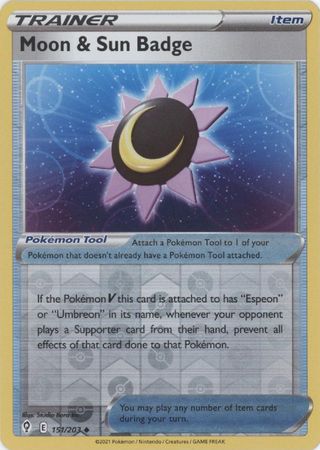 TRAINER
Item
Moon & Sun Badge
Pokémon Tool
Attach a Pokémon Tool to 1 of your
Pokémon that doesn't already have a Pokémon Tool attached.
If the Pokémon V this card is attached to has “Espeon”
or “Umbreon” in its name, whenever your opponent
plays a Supporter card from their hand, prevent all
effects of that card done to that Pokémon.
Illus. Studio Bora
E 151/203
You may play any number of Item cards
during your turn.
©2021 Pokémon / Nintendo / Creatures / GAME FREAK